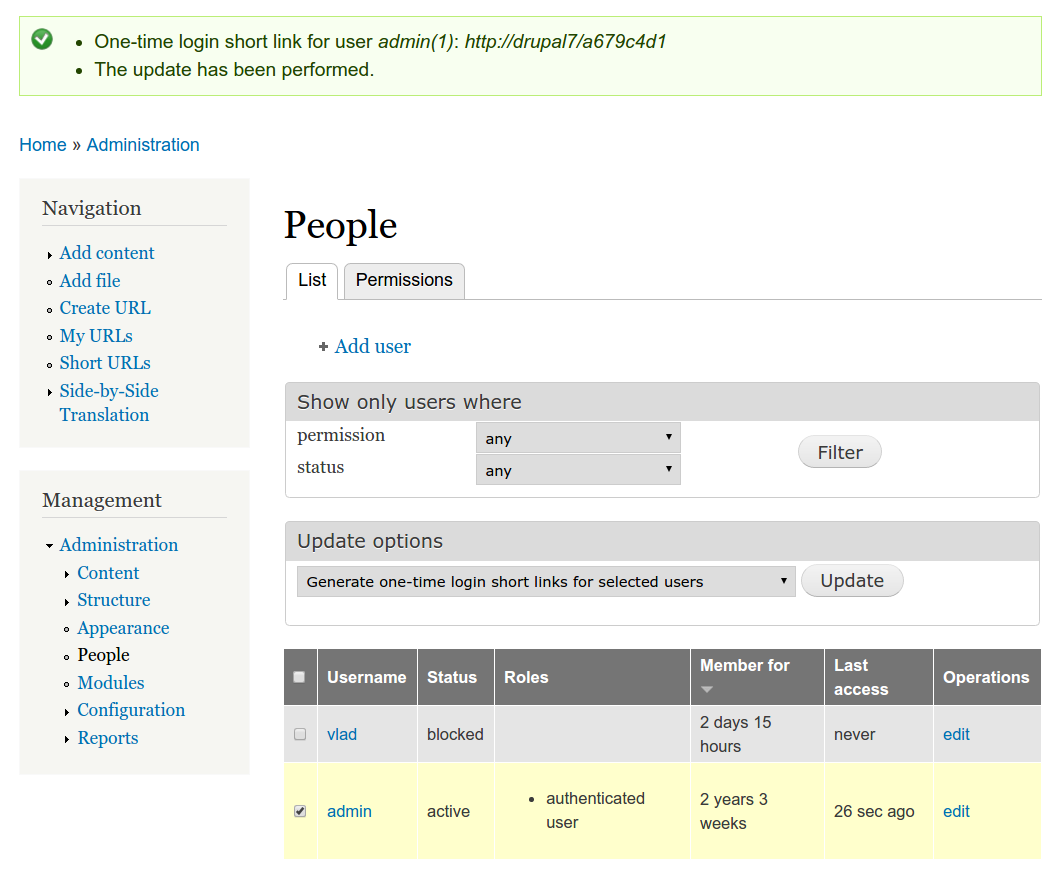 One-time login short link for user admin(1): http://drupal7/a679c4d1
The update has been performed.
Home » Administration
Navigation
Add content
Add file
Create URL
My URLs
Short URLs
Side-by-Side
Translation
Management
Administration
Content
Structure
Appearance
People
Modules
Configuration
Reports
People
List Permissions
Add user
Show only users where
permission any
status any
Filter
Update options
Generate one-time login short links for selected users Update
Username Status Roles Member for Last access Operations
vlad blocked 2 days 15 hours never edit
admin active authenticated user 2 years 3 weeks 26 sec ago edit